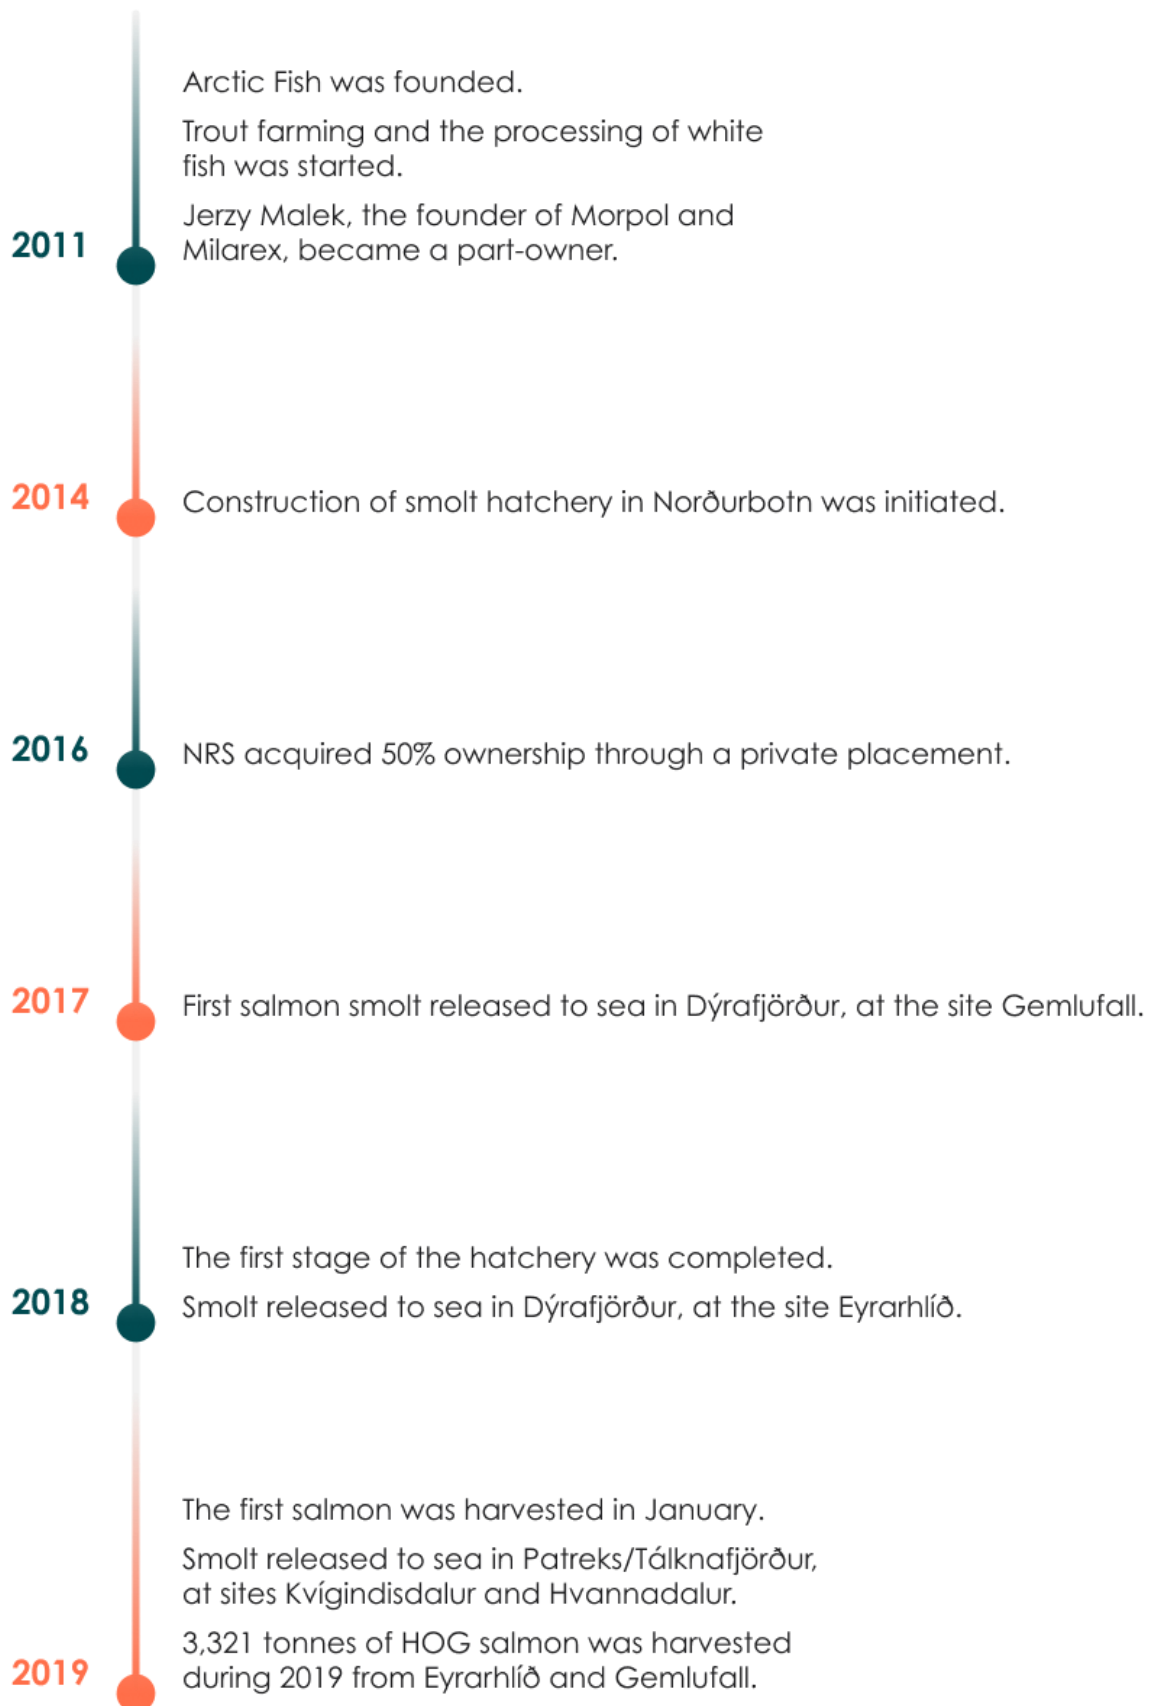 Arctic Fish was founded.
Trout farming and the processing of white
fish was started.
Jerzy Malek, the founder of Morpol and
Milarex, became a part-owner.
2011
2014
Construction of smolt hatchery in Norðurbotn was initiated.
2016
NRS acquired 50% ownership through a private placement.
2017
First salmon smolt released to sea in Dýrafjörður, at the site Gemlufall.
The first stage of the hatchery was completed.
2018
Smolt released to sea in Dýrafjörður, at the site Eyrarhlíð.
The first salmon was harvested in January.
Smolt released to sea in Patreks/Tálknafjörður,
at sites Kvígindisdalur and Hvannadalur.
3,321 tonnes of HOG salmon was harvested
during 2019 from Eyrarhlíð and Gemlufall.
2019